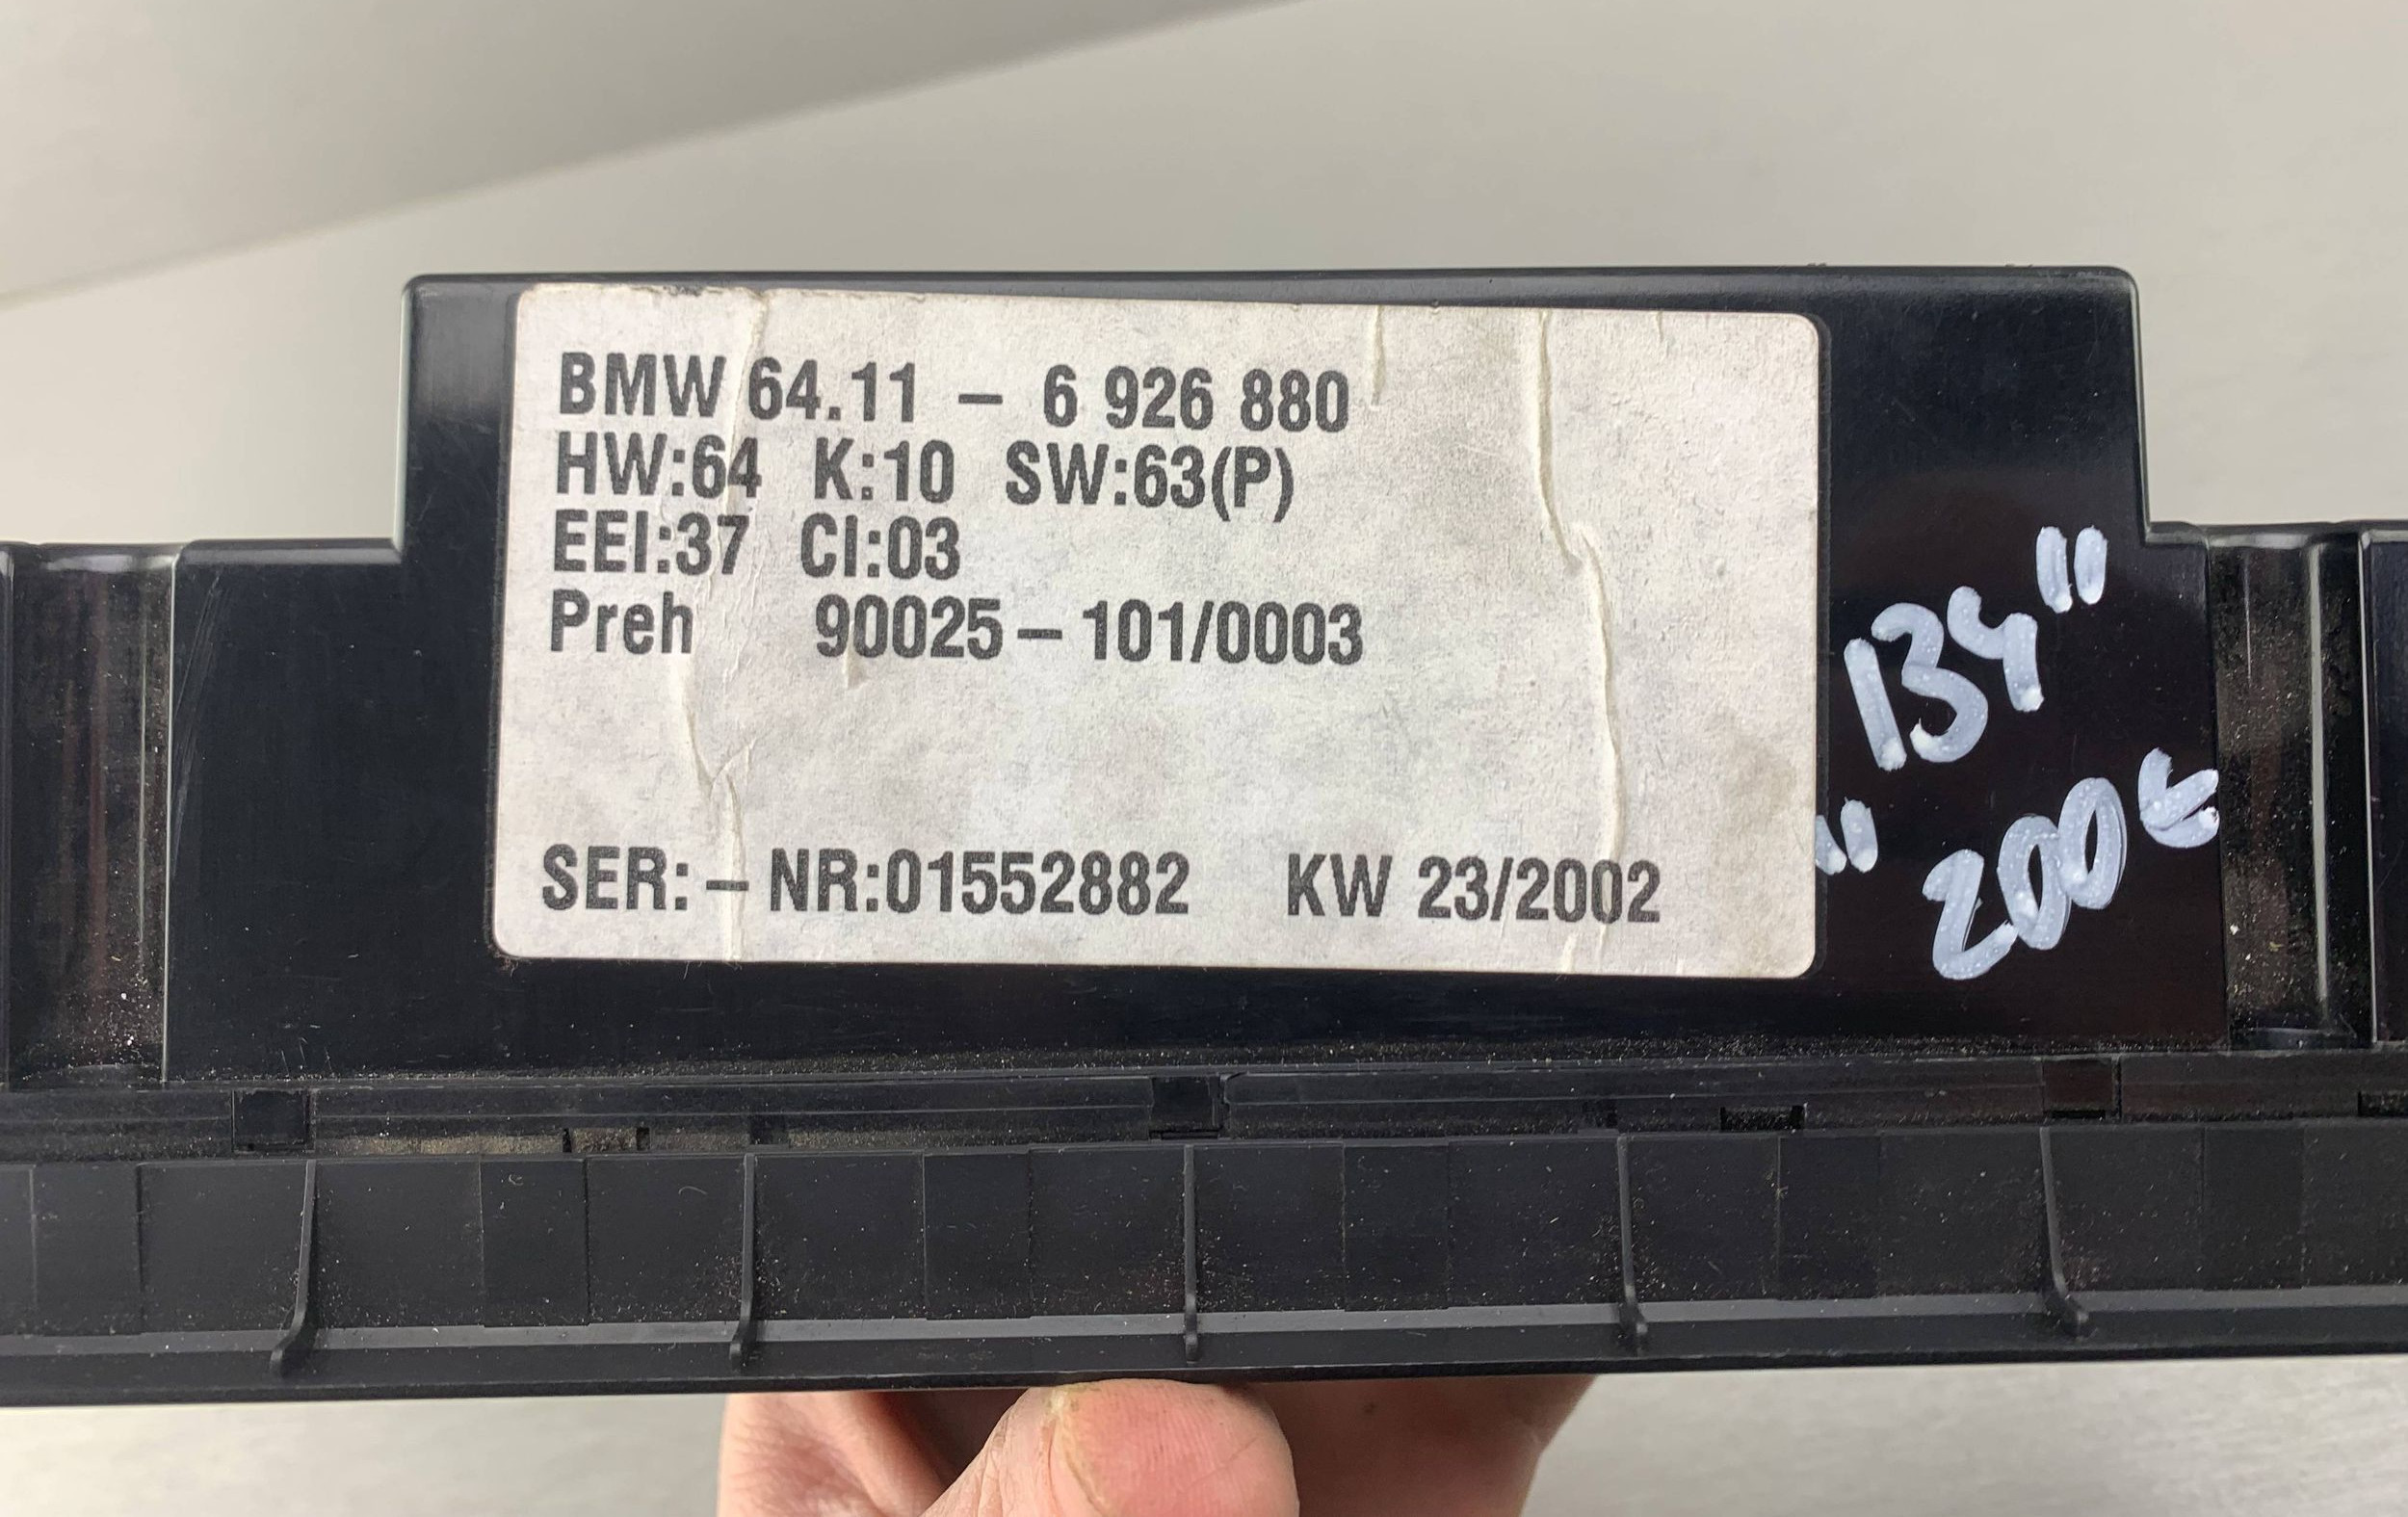 BMW 64.11 – 6 926 880
HW:64 K:10 SW:63(P)
EEI:37 CI:03
Preh 90025–101/0003
SER:–NR:01552882 KW 23/2002
"200€